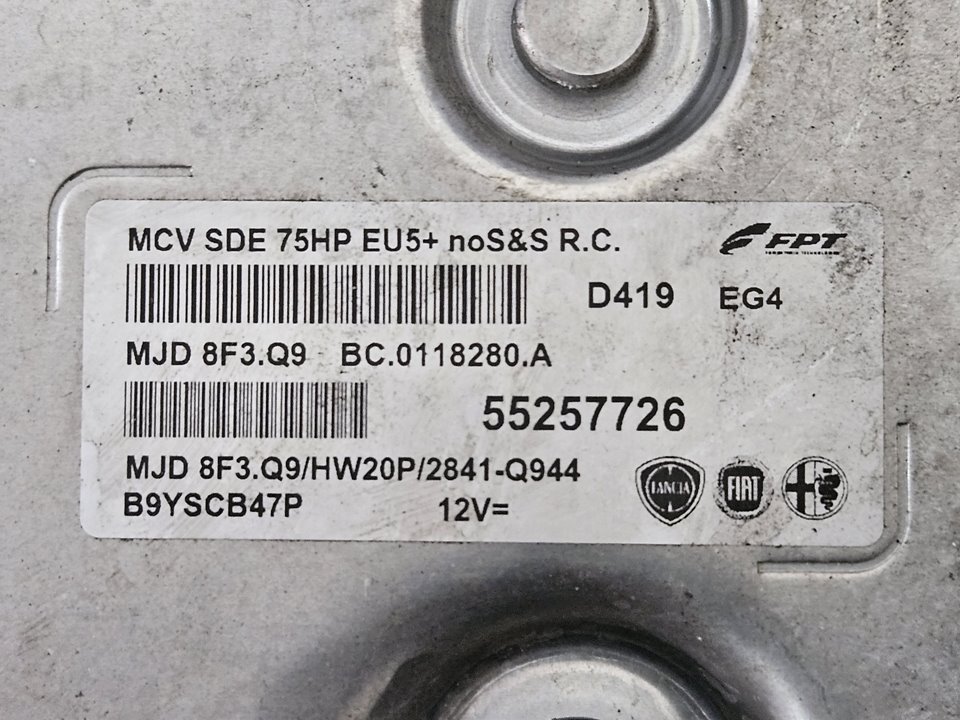 MCV SDE 75HP EU5+ noS&S R.C.
FPT
D419 EG4
MJD 8F3.Q9 BC.0118280.A
55257726
MJD 8F3.Q9/HW20P/2841-Q944
B9YSCB47P 12V=
LANCIA FIAT